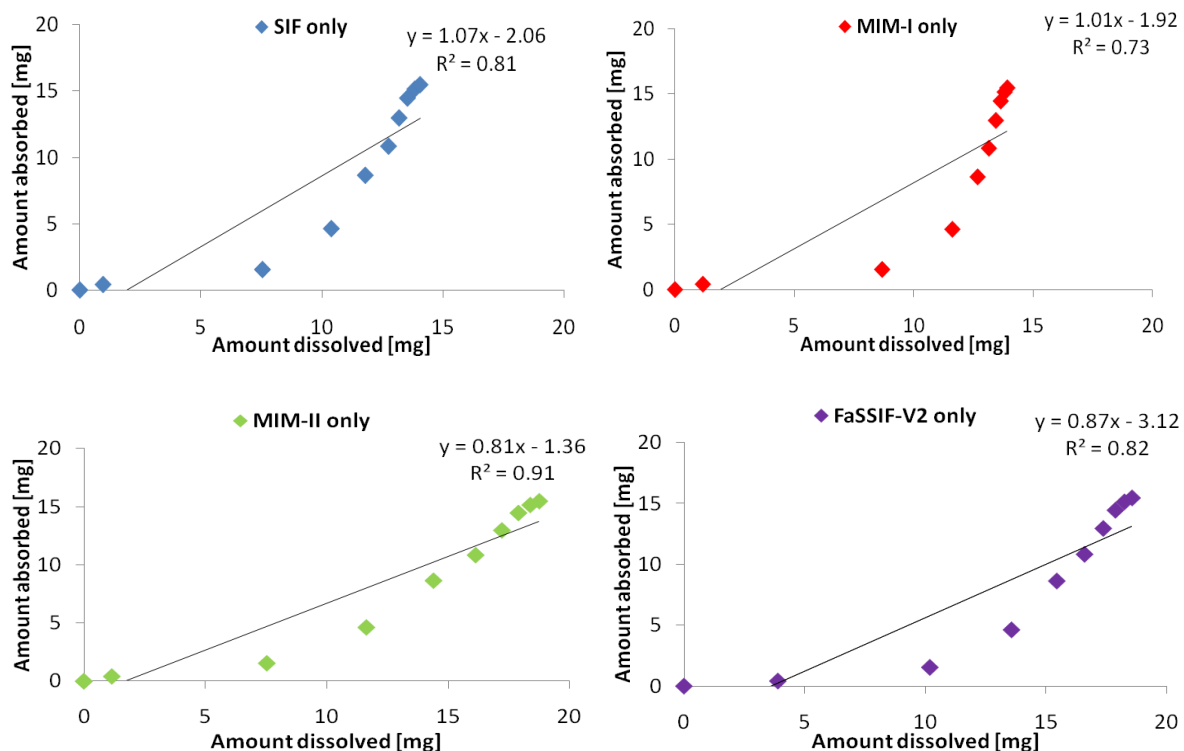 SIF only
y = 1.07x - 2.06
R² = 0.81
Amount absorbed [mg]
20
15
10
5
0
0 5 10 15 20
Amount dissolved [mg]
MIM-I only
y = 1.01x - 1.92
R² = 0.73
Amount absorbed [mg]
20
15
10
5
0
0 5 10 15 20
Amount dissolved [mg]
MIM-II only
y = 0.81x - 1.36
R² = 0.91
Amount absorbed [mg]
20
15
10
5
0
0 5 10 15 20
Amount dissolved [mg]
FaSSIF-V2 only
y = 0.87x - 3.12
R² = 0.82
Amount absorbed [mg]
20
15
10
5
0
0 5 10 15 20
Amount dissolved [mg]